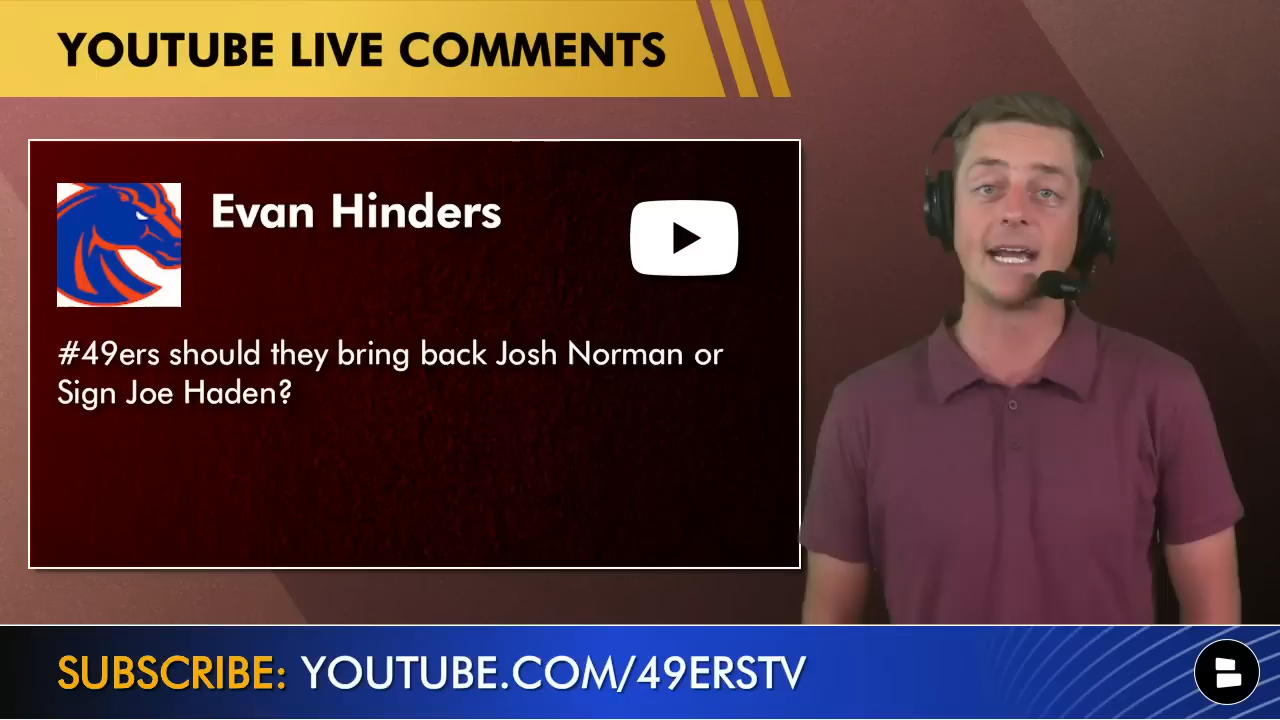 YOUTUBE LIVE COMMENTS
Evan Hinders
#49ers should they bring back Josh Norman or
Sign Joe Haden?
SUBSCRIBE: YOUTUBE.COM/49ERSTV